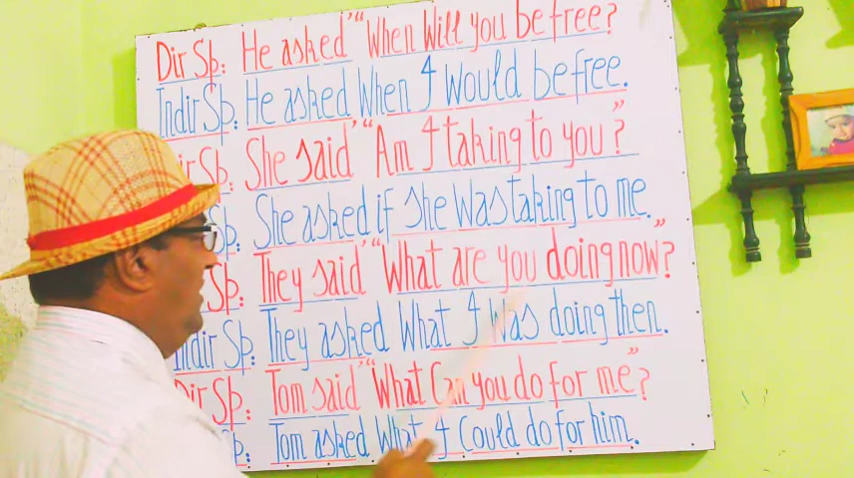 Dir Sp: He asked "When Will you be free?
Indir Sp: He asked When I would be free.
ir Sp: She said "Am I taking to you"?
Sp: She asked if she was taking to me.
Sp: They said "What are you doing now"?
Indir Sp: They asked What I Was doing then.
Dir Sp: Tom said "What Can you do for me"?
p: Tom asked What I Could do for him.